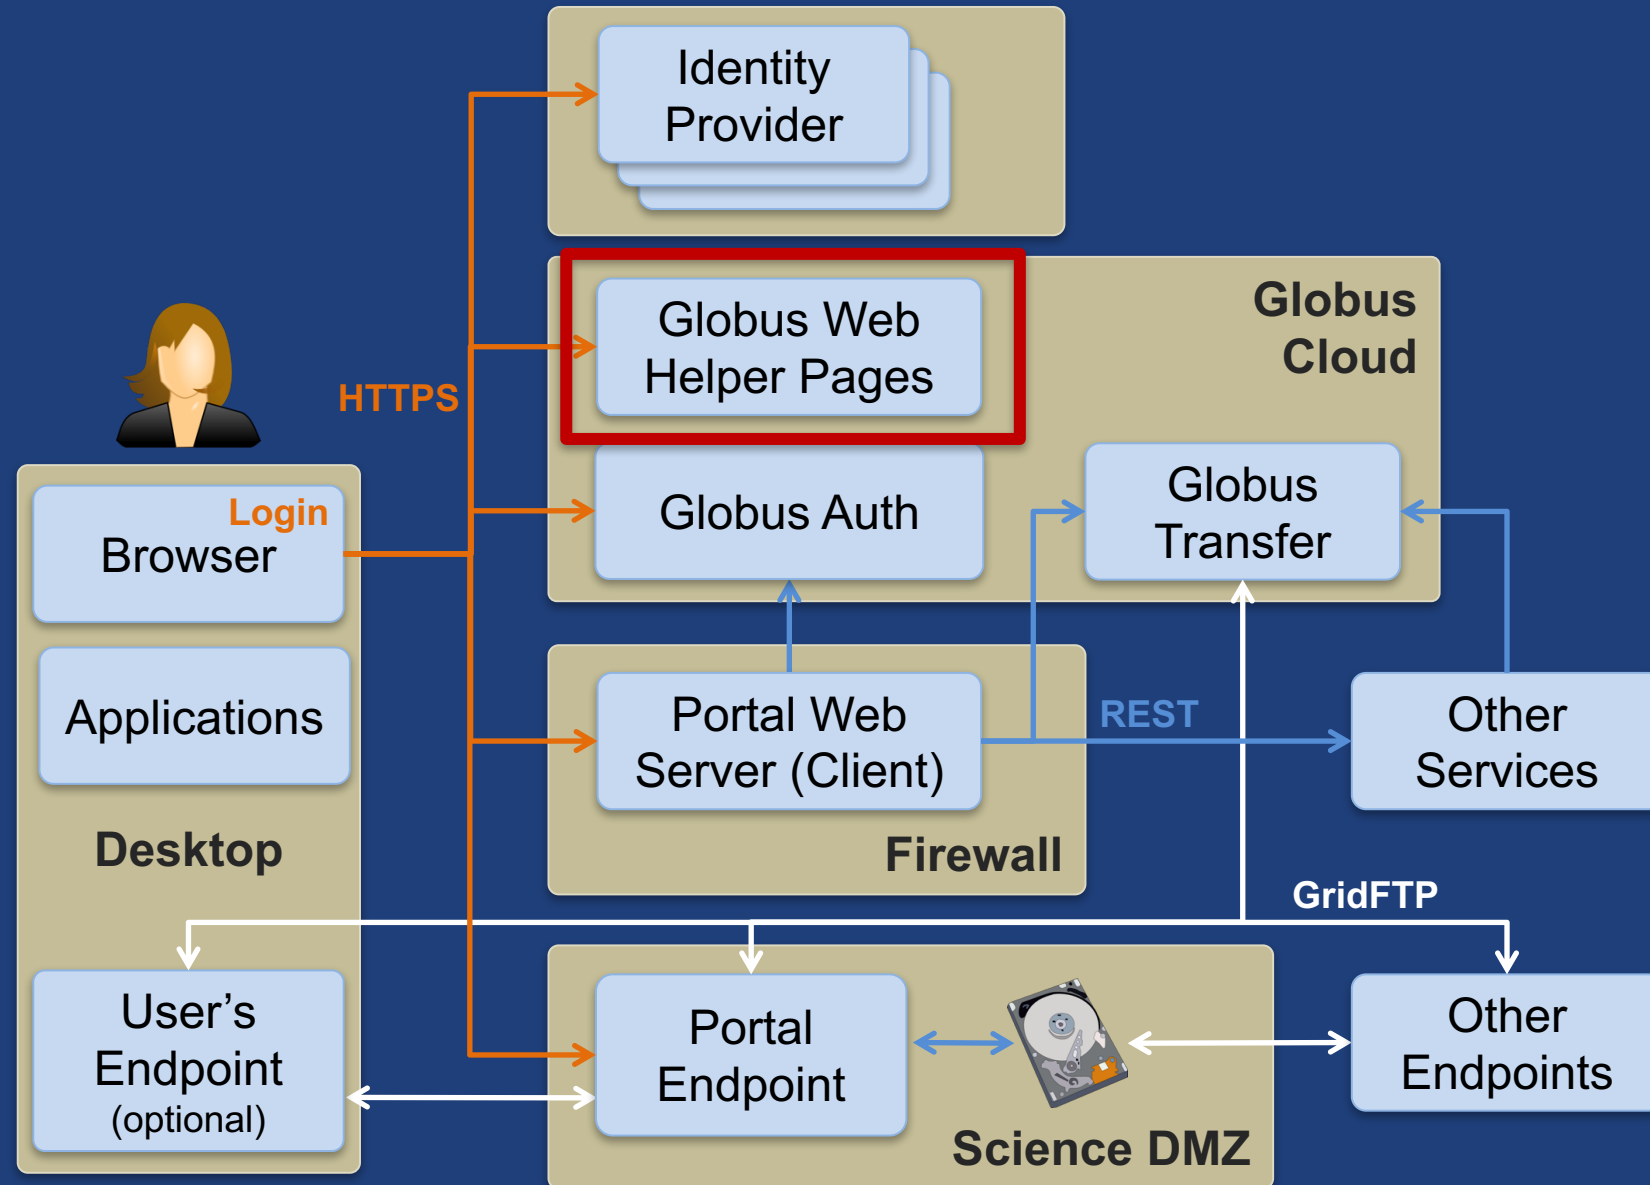 Identity
Provider
Globus Web
Helper Pages
Globus
Cloud
HTTPS
Login
Browser
Globus Auth
Globus
Transfer
Applications
Portal Web
Server (Client)
REST
Other
Services
Desktop
Firewall
GridFTP
User’s
Endpoint
(optional)
Portal
Endpoint
Other
Endpoints
Science DMZ